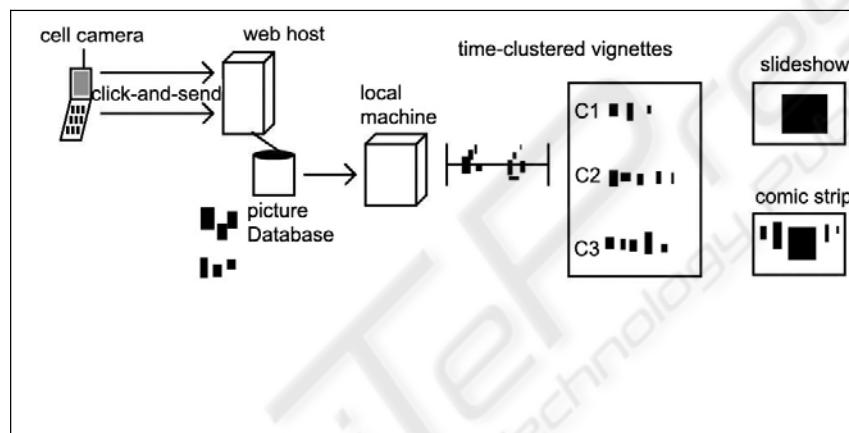 cell camera
web host
click-and-send
picture
Database
local
machine
time-clustered vignettes
C1
C2
C3
slideshow
comic strip